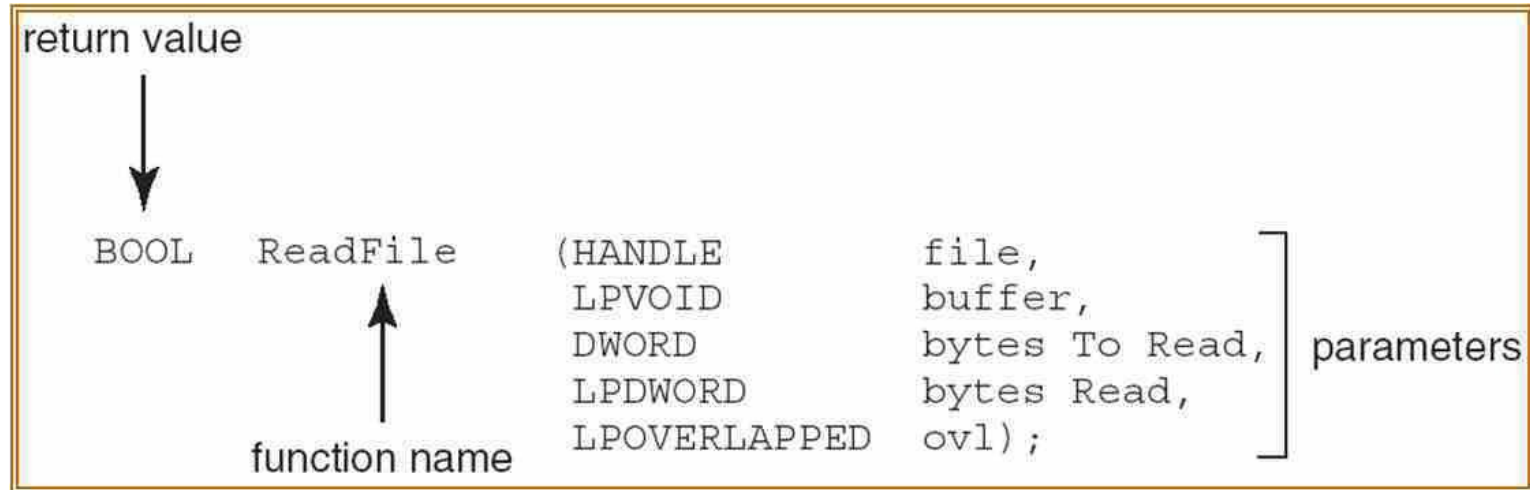 return value
BOOL ReadFile (HANDLE file,
LPVOID buffer,
DWORD bytes To Read,
LPDWORD bytes Read,
LPOVERLAPPED ovl);
parameters
function name